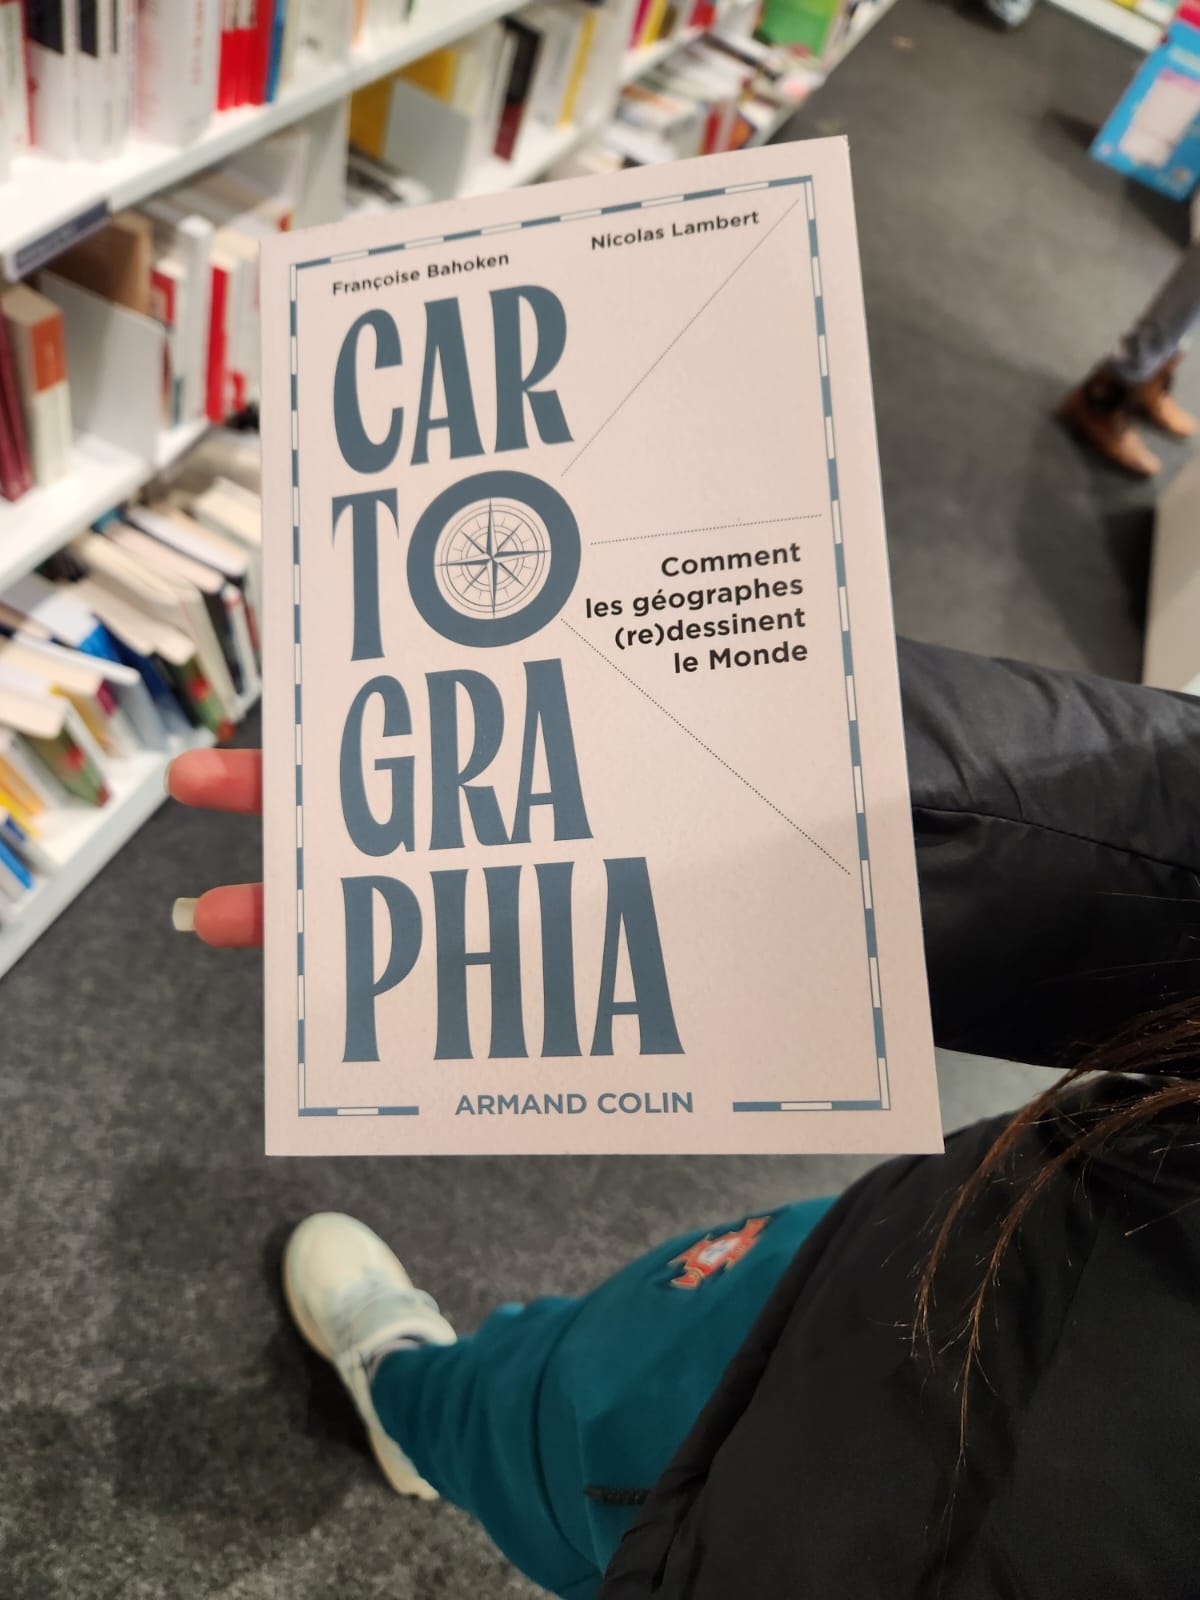 Françoise Bahoken
Nicolas Lambert
CAR
TO
GRA
PHIA
Comment
les géographes
(re)dessinent
le Monde
ARMAND COLIN